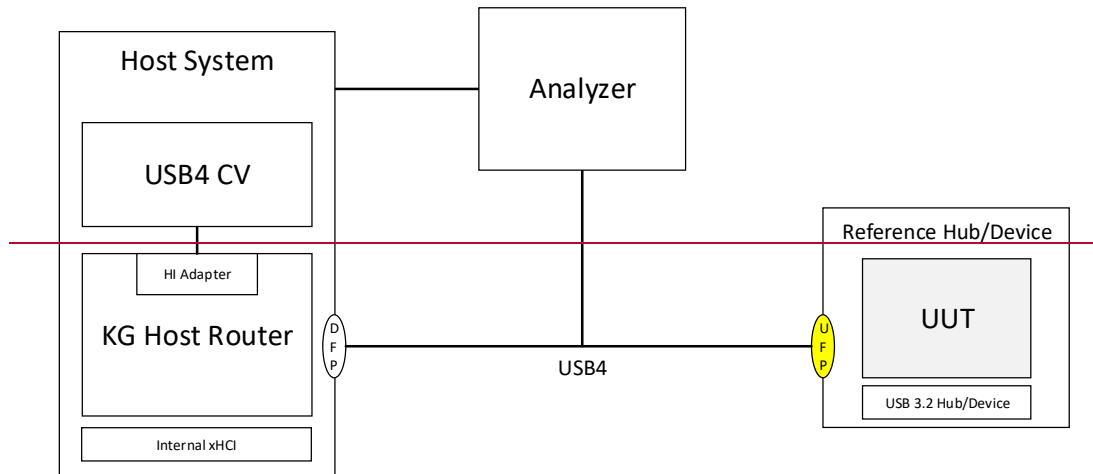 Host System
Analyzer
USB4 CV
Reference Hub/Device
HI Adapter
KG Host Router
UUT
D
F
P
U
F
P
USB4
USB 3.2 Hub/Device
Internal xHCI